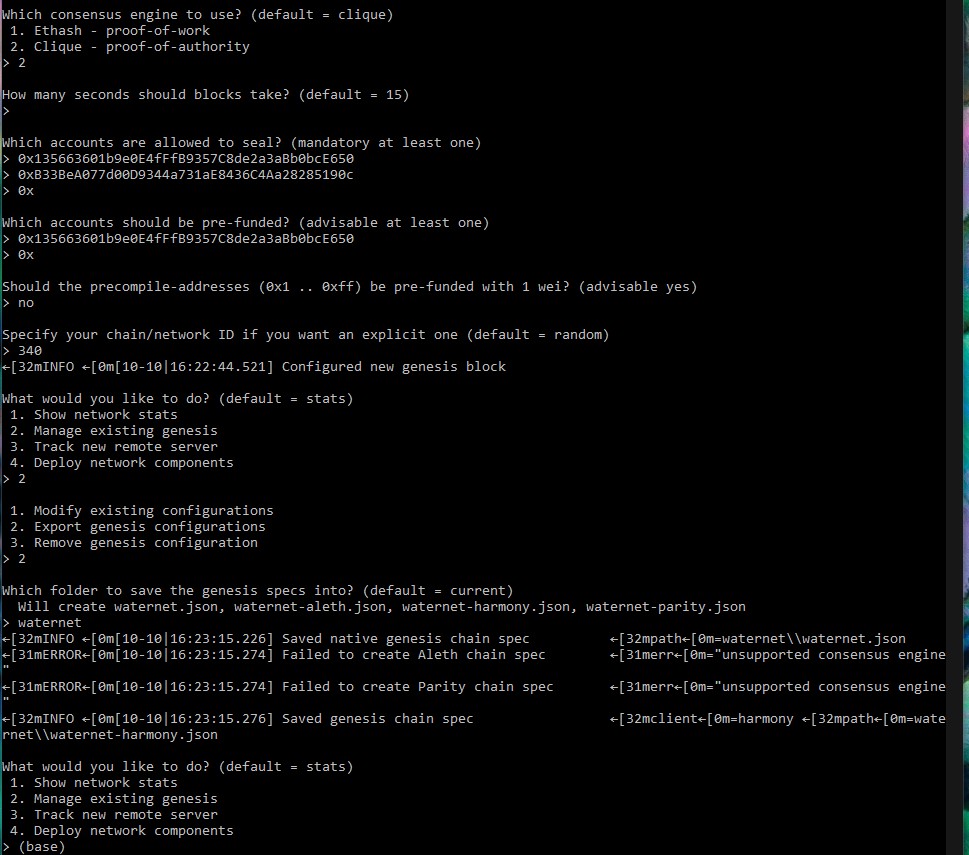 Which consensus engine to use? (default = clique)
 1. Ethash - proof-of-work
 2. Clique - proof-of-authority
> 2
How many seconds should blocks take? (default = 15)
>
Which accounts are allowed to seal? (mandatory at least one)
> 0x135663601b9e0E4fFfB9357C8de2a3aBb0bcE650
> 0xB33BeA077d00D9344a731aE8436C4Aa28285190c
> 0x
Which accounts should be pre-funded? (advisable at least one)
> 0x135663601b9e0E4fFfB9357C8de2a3aBb0bcE650
> 0x
Should the precompile-addresses (0x1 .. 0xff) be pre-funded with 1 wei? (advisable yes)
> no
Specify your chain/network ID if you want an explicit one (default = random)
> 340
←[32mINFO ←[0m[10-10|16:22:44.521] Configured new genesis block
What would you like to do? (default = stats)
 1. Show network stats
 2. Manage existing genesis
 3. Track new remote server
 4. Deploy network components
> 2
 1. Modify existing configurations
 2. Export genesis configurations
 3. Remove genesis configuration
> 2
Which folder to save the genesis specs into? (default = current)
  Will create waternet.json, waternet-aleth.json, waternet-harmony.json, waternet-parity.json
> waternet
←[32mINFO ←[0m[10-10|16:23:15.226] Saved native genesis chain spec          ←[32mpath←[0m=waternet\\waternet.json
←[31mERROR←[0m[10-10|16:23:15.274] Failed to create Aleth chain spec        ←[31merr←[0m="unsupported consensus engine
"
←[31mERROR←[0m[10-10|16:23:15.274] Failed to create Parity chain spec       ←[31merr←[0m="unsupported consensus engine
"
←[32mINFO ←[0m[10-10|16:23:15.276] Saved genesis chain spec                 ←[32mclient←[0m=harmony ←[32mpath←[0m=wate
rnet\\waternet-harmony.json
What would you like to do? (default = stats)
 1. Show network stats
 2. Manage existing genesis
 3. Track new remote server
 4. Deploy network components
> (base)